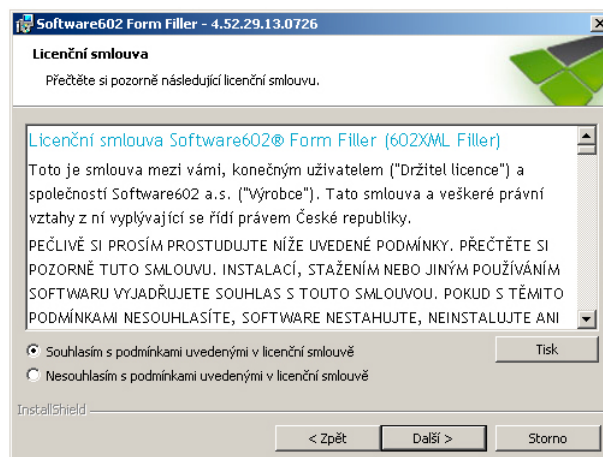 Software602 Form Filler - 4.52.29.13.0726
Licenční smlouva
Přečtěte si pozorně následující licenční smlouvu.
Licenční smlouva Software602® Form Filler (602XML Filler)
Toto je smlouva mezi vámi, konečným uživatelem ("Držitel licence") a
společností Software602 a.s. ("Výrobce"). Tato smlouva a veškeré právní
vztahy z ní vyplývající se řídí právem České republiky.
PEČLIVĚ SI PROSÍM PROSTUDUJTE NÍŽE UVEDENÉ PODMÍNKY. PŘEČTĚTE SI
POZORNĚ TUTO SMLOUVU. INSTALACÍ, STAŽENÍM NEBO JINÝM POUŽÍVÁNÍM
SOFTWARU VYJADŘUJETE SOUHLAS S TOUTO SMLOUVOU. POKUD S TĚMITO
PODMÍNKAMI NESOUHLASÍTE, SOFTWARE NESTAHUJTE, NEINSTALUJTE ANI
Souhlasím s podmínkami uvedenými v licenční smlouvě
Tisk
Nesouhlasím s podmínkami uvedenými v licenční smlouvě
InstallShield
< Zpět
Další >
Storno